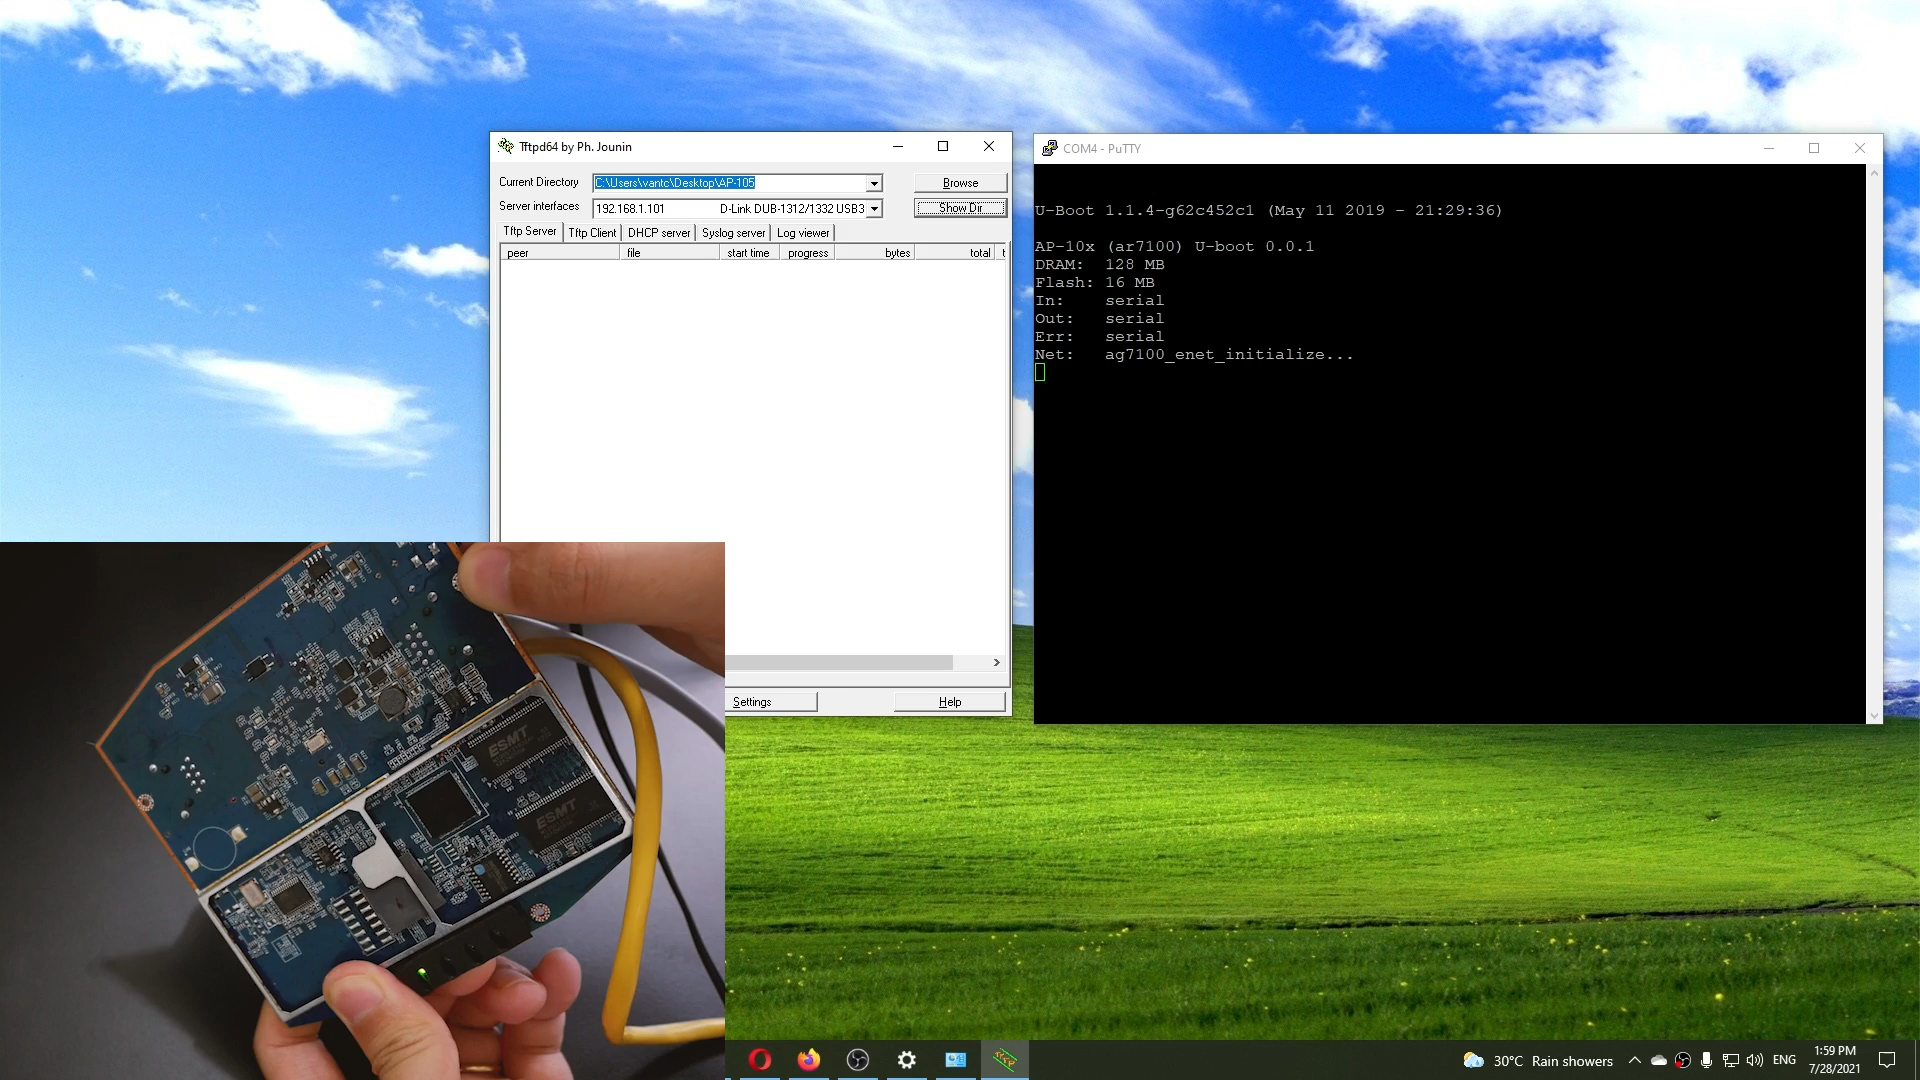 Tftpd64 by Ph. Jounin
Current Directory
C:\Users\vantc\Desktop\AP-105
Browse
Server interfaces
192.168.1.101 D-Link DUB-1312/1332 USB3
Show Dir
Tftp Server Tftp Client DHCP server Syslog server Log viewer
peer file start time progress bytes total t
Settings
Help
COM4 - PuTTY
U-Boot 1.1.4-g62c452c1 (May 11 2019 - 21:29:36)
AP-10x (ar7100) U-boot 0.0.1
DRAM: 128 MB
Flash: 16 MB
In: serial
Out: serial
Err: serial
Net: ag7100_enet_initialize...
ESMT
ESMT
30°C Rain showers
ENG
1:59 PM
7/28/2021